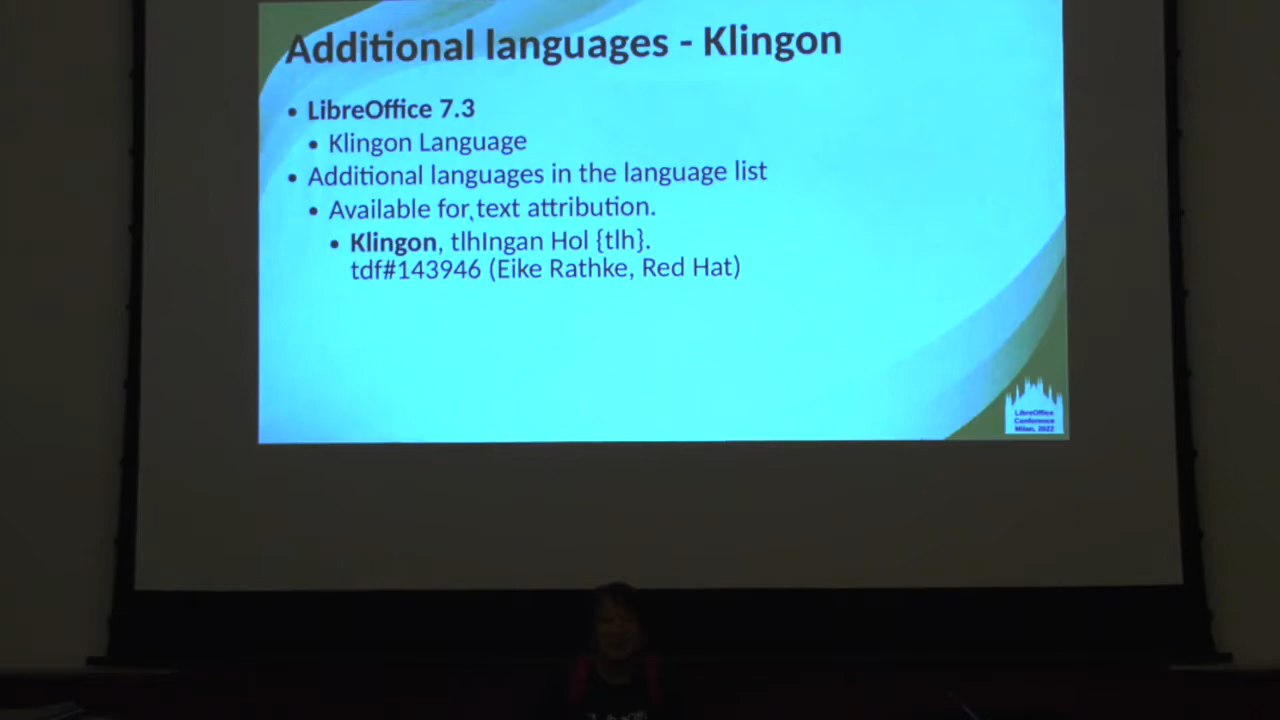 Additional languages - Klingon
• LibreOffice 7.3
• Klingon Language
• Additional languages in the language list
• Available for text attribution.
• Klingon, tlhIngan Hol {tlh}.
tdf#143946 (Eike Rathke, Red Hat)
LibreOffice
Conference
Milan, 2022